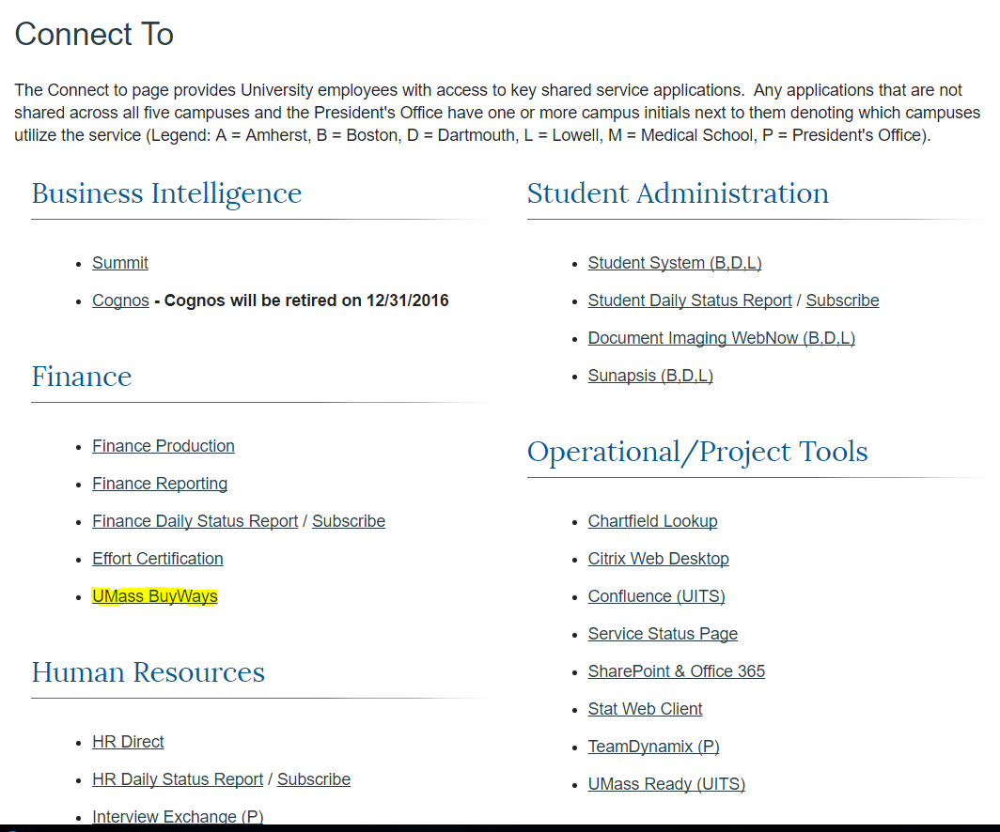 Connect To
The Connect to page provides University employees with access to key shared service applications.  Any applications that are not
shared across all five campuses and the President's Office have one or more campus initials next to them denoting which campuses
utilize the service (Legend: A = Amherst, B = Boston, D = Dartmouth, L = Lowell, M = Medical School, P = President's Office).
Business Intelligence
Summit
Cognos - Cognos will be retired on 12/31/2016
Finance
Finance Production
Finance Reporting
Finance Daily Status Report / Subscribe
Effort Certification
UMass BuyWays
Human Resources
HR Direct
HR Daily Status Report / Subscribe
Interview Exchange (P)
Student Administration
Student System (B,D,L)
Student Daily Status Report / Subscribe
Document Imaging WebNow (B,D,L)
Sunapsis (B,D,L)
Operational/Project Tools
Chartfield Lookup
Citrix Web Desktop
Confluence (UITS)
Service Status Page
SharePoint & Office 365
Stat Web Client
TeamDynamix (P)
UMass Ready (UITS)